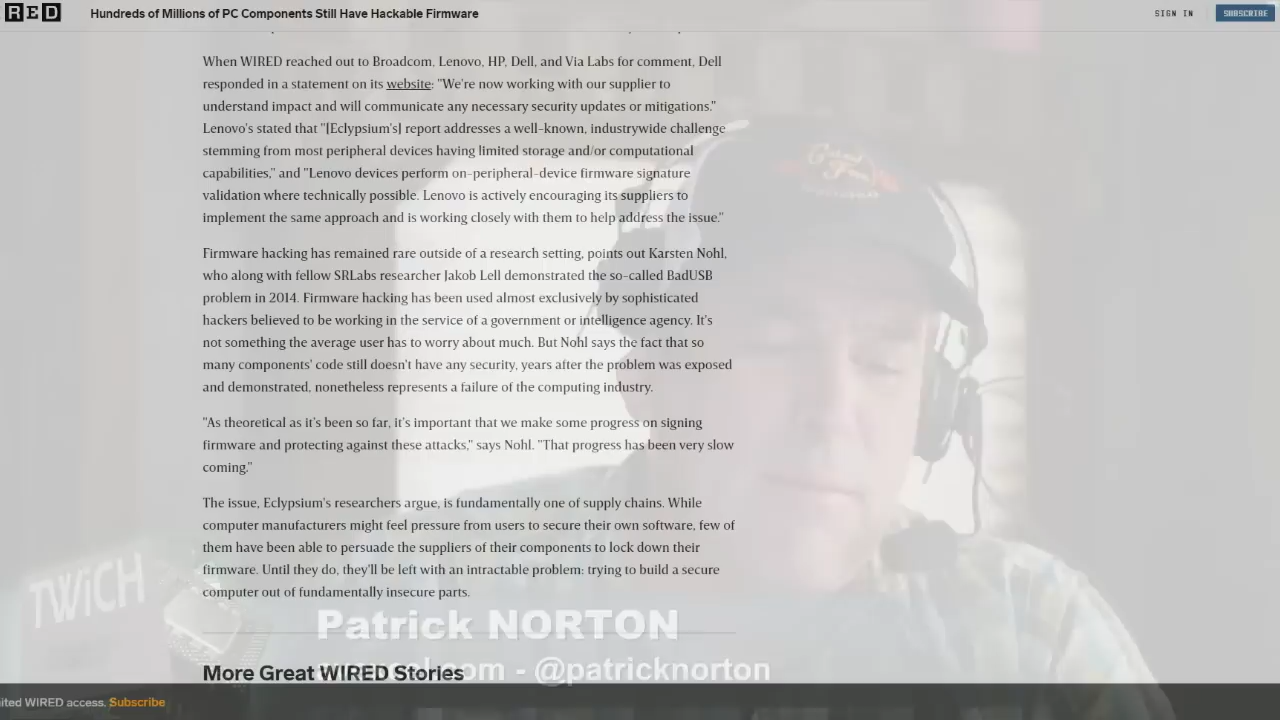 RED
Hundreds of Millions of PC Components Still Have Hackable Firmware
SIGN IN
SUBSCRIBE
When WIRED reached out to Broadcom, Lenovo, HP, Dell, and Via Labs for comment, Dell
responded in a statement on its website: "We're now working with our supplier to
understand impact and will communicate any necessary security updates or mitigations."
Lenovo's stated that "[Eclypsium's] report addresses a well-known, industrywide challenge
stemming from most peripheral devices having limited storage and/or computational
capabilities," and "Lenovo devices perform on-peripheral-device firmware signature
validation where technically possible. Lenovo is actively encouraging its suppliers to
implement the same approach and is working closely with them to help address the issue."
Firmware hacking has remained rare outside of a research setting, points out Karsten Nohl,
who along with fellow SRLabs researcher Jakob Lell demonstrated the so-called BadUSB
problem in 2014. Firmware hacking has been used almost exclusively by sophisticated
hackers believed to be working in the service of a government or intelligence agency. It's
not something the average user has to worry about much. But Nohl says the fact that so
many components' code still doesn't have any security, years after the problem was exposed
and demonstrated, nonetheless represents a failure of the computing industry.
"As theoretical as it's been so far, it's important that we make some progress on signing
firmware and protecting against these attacks," says Nohl. "That progress has been very slow
coming."
The issue, Eclypsium's researchers argue, is fundamentally one of supply chains. While
computer manufacturers might feel pressure from users to secure their own software, few of
them have been able to persuade the suppliers of their components to lock down their
firmware. Until they do, they'll be left with an intractable problem: trying to build a secure
computer out of fundamentally insecure parts.
TWiCH
Patrick NORTON
- @patricknorton
More Great WIRED Stories
ited WIRED access. Subscribe